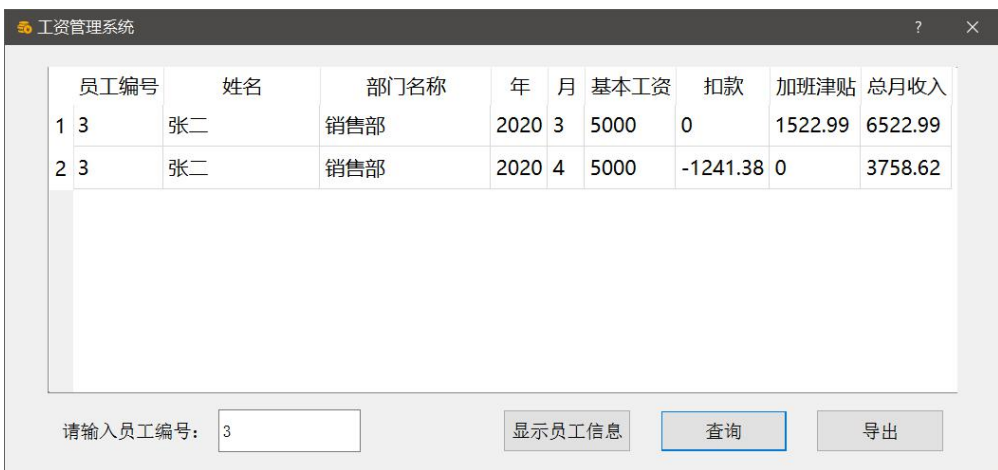 工资管理系统
员工编号 姓名 部门名称 年 月 基本工资 扣款 加班津贴 总月收入
1 3 张二 销售部 2020 3 5000 0 1522.99 6522.99
2 3 张二 销售部 2020 4 5000 -1241.38 0 3758.62
请输入员工编号: 3 显示员工信息 查询 导出